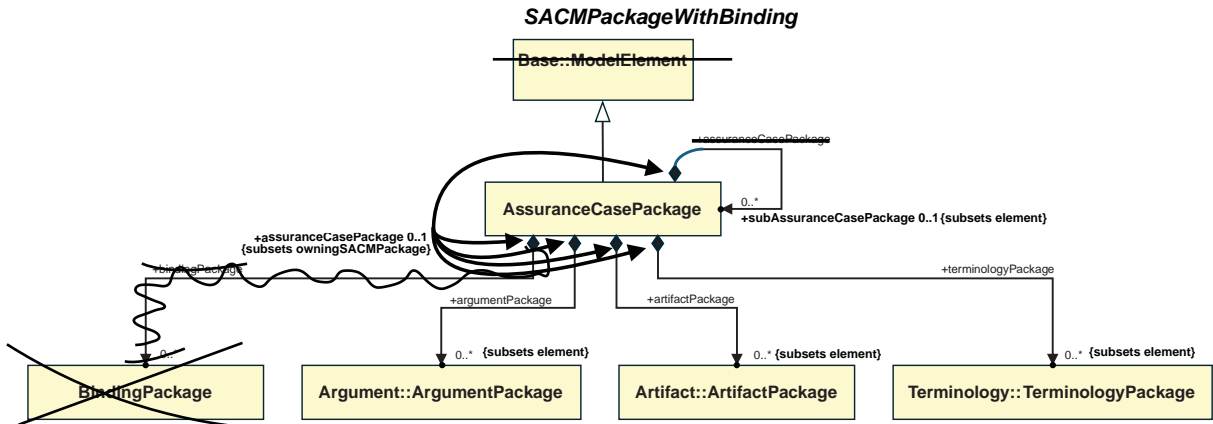 SACMPackageWithBinding
Base::ModelElement
+assuranceCasePackage
AssuranceCasePackage
0..*
+subAssuranceCasePackage 0..1 {subsets element}
+assuranceCasePackage 0..1
{subsets owningSACMPackage}
+bindingPackage
+terminologyPackage
+argumentPackage
+artifactPackage
0..*
0..* {subsets element}
0..* {subsets element}
0..* {subsets element}
BindingPackage
Argument::ArgumentPackage
Artifact::ArtifactPackage
Terminology::TerminologyPackage